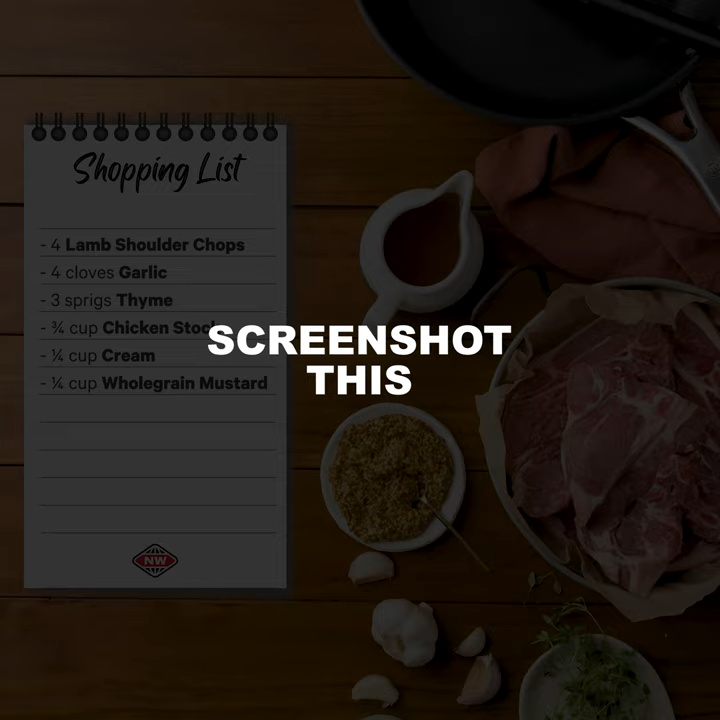 Shopping List
- 4 Lamb Shoulder Chops
- 4 cloves Garlic
- 3 sprigs Thyme
- ¾ cup Chicken Stock
- ¼ cup Cream
- ¼ cup Wholegrain Mustard
SCREENSHOT
THIS
NW